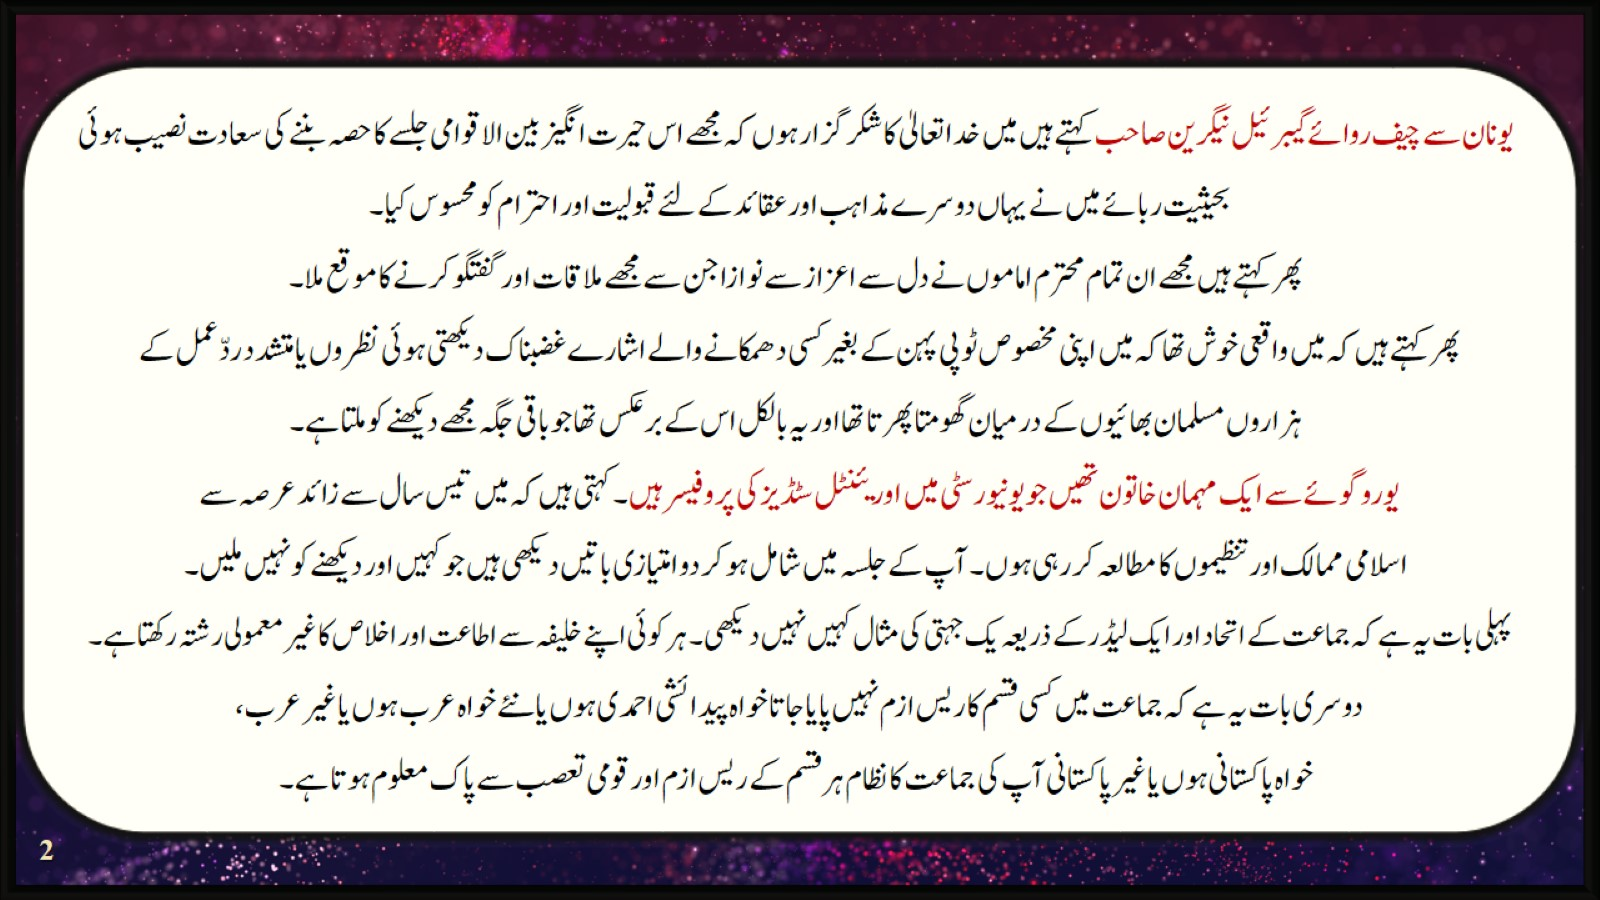 یونان سے چیف روائے گیبرئیل نیگرین صاحب کہتے ہیں میں خدا تعالیٰ کا شکر گزار ہوں کہ مجھے اس حیرت انگیز بین الاقوامی جلسے کا حصہ بننے کی سعادت نصیب ہوئی
بحیثیت ربائے میں نے یہاں دوسرے مذاہب اور عقائد کے لئے قبولیت اور احترام کو محسوس کیا۔
پھر کہتے ہیں مجھے ان تمام محترم اماموں نے دل سے اعزاز سے نوازا جن سے مجھے ملاقات اور گفتگو کرنے کا موقع ملا۔
پھر کہتے ہیں کہ میں واقعی خوش تھا کہ میں اپنی مخصوص ٹوپی پہن کے بغیر کسی دھمکانے والے اشارے غضبناک دیکھتی ہوئی نظروں یا متشدد ردّ عمل کے
ہزاروں مسلمان بھائیوں کے درمیان گھومتا پھرتا تھا اور یہ بالکل اس کے برعکس تھا جو باقی جگہ مجھے دیکھنے کو ملتا ہے۔
یوروگوئے سے ایک مہمان خاتون تھیں جو یونیورسٹی میں اورینٹل سٹڈیز کی پروفیسر ہیں۔ کہتی ہیں کہ میں تیس سال سے زائد عرصہ سے
اسلامی ممالک اور تنظیموں کا مطالعہ کر رہی ہوں۔ آپ کے جلسہ میں شامل ہو کر دو امتیازی باتیں دیکھی ہیں جو کہیں اور دیکھنے کو نہیں ملیں۔
پہلی بات یہ ہے کہ جماعت کے اتحاد اور ایک لیڈر کے ذریعہ یک جہتی کی مثال کہیں نہیں دیکھی۔ ہر کوئی اپنے خلیفہ سے اطاعت اور اخلاص کا غیر معمولی رشتہ رکھتا ہے۔
دوسری بات یہ ہے کہ جماعت میں کسی قسم کا ریس ازم نہیں پایا جاتا خواہ پیدائشی احمدی ہوں یا نئے خواہ عرب ہوں یا غیر عرب،
خواہ پاکستانی ہوں یا غیر پاکستانی آپ کی جماعت کا نظام ہر قسم کے ریس ازم اور قومی تعصب سے پاک معلوم ہوتا ہے۔
2